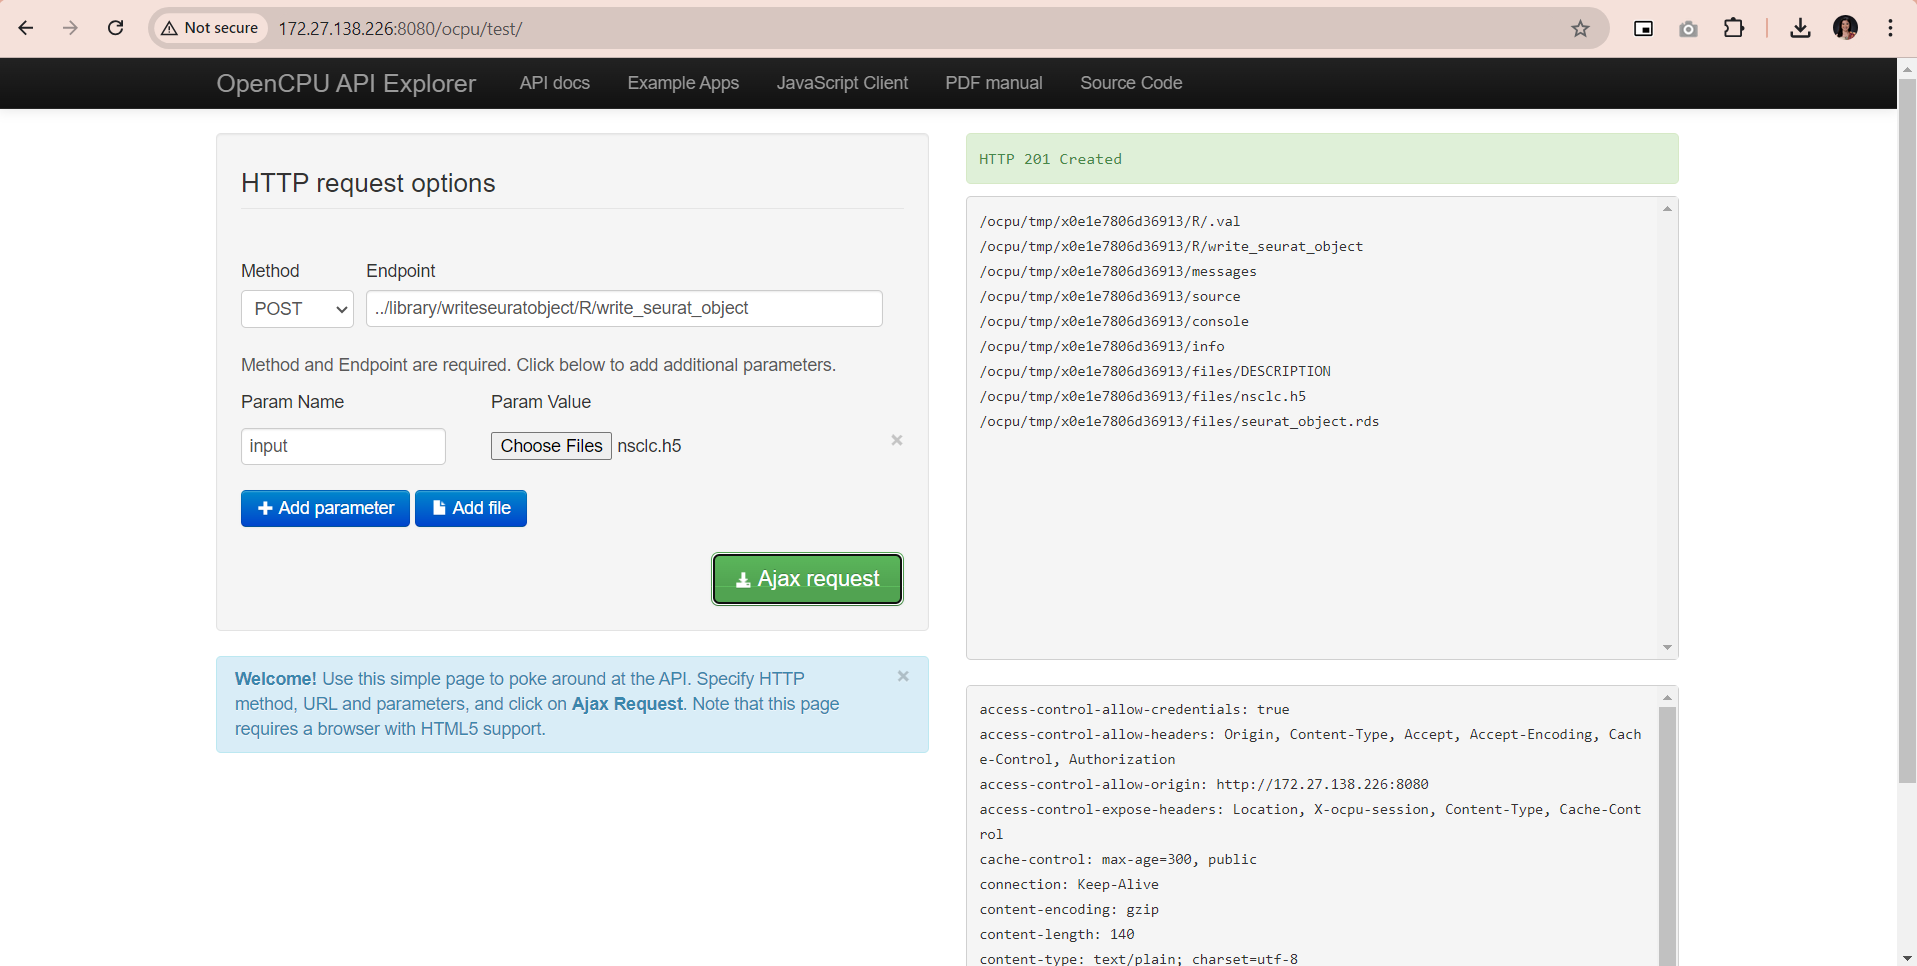 Not secure 172.27.138.226:8080/ocpu/test/
OpenCPU API Explorer API docs Example Apps JavaScript Client PDF manual Source Code
HTTP request options
Method Endpoint
POST ../library/writeseuratobject/R/write_seurat_object
Method and Endpoint are required. Click below to add additional parameters.
Param Name Param Value
input Choose Files nsclc.h5 ×
Add parameter Add file
Ajax request
Welcome! Use this simple page to poke around at the API. Specify HTTP ×
method, URL and parameters, and click on Ajax Request. Note that this page
requires a browser with HTML5 support.
HTTP 201 Created
/ocpu/tmp/x0e1e7806d36913/R/.val
/ocpu/tmp/x0e1e7806d36913/R/write_seurat_object
/ocpu/tmp/x0e1e7806d36913/messages
/ocpu/tmp/x0e1e7806d36913/source
/ocpu/tmp/x0e1e7806d36913/console
/ocpu/tmp/x0e1e7806d36913/info
/ocpu/tmp/x0e1e7806d36913/files/DESCRIPTION
/ocpu/tmp/x0e1e7806d36913/files/nsclc.h5
/ocpu/tmp/x0e1e7806d36913/files/seurat_object.rds
access-control-allow-credentials: true
access-control-allow-headers: Origin, Content-Type, Accept, Accept-Encoding, Cach
e-Control, Authorization
access-control-allow-origin: http://172.27.138.226:8080
access-control-expose-headers: Location, X-ocpu-session, Content-Type, Cache-Cont
rol
cache-control: max-age=300, public
connection: Keep-Alive
content-encoding: gzip
content-length: 140
content-type: text/plain; charset=utf-8